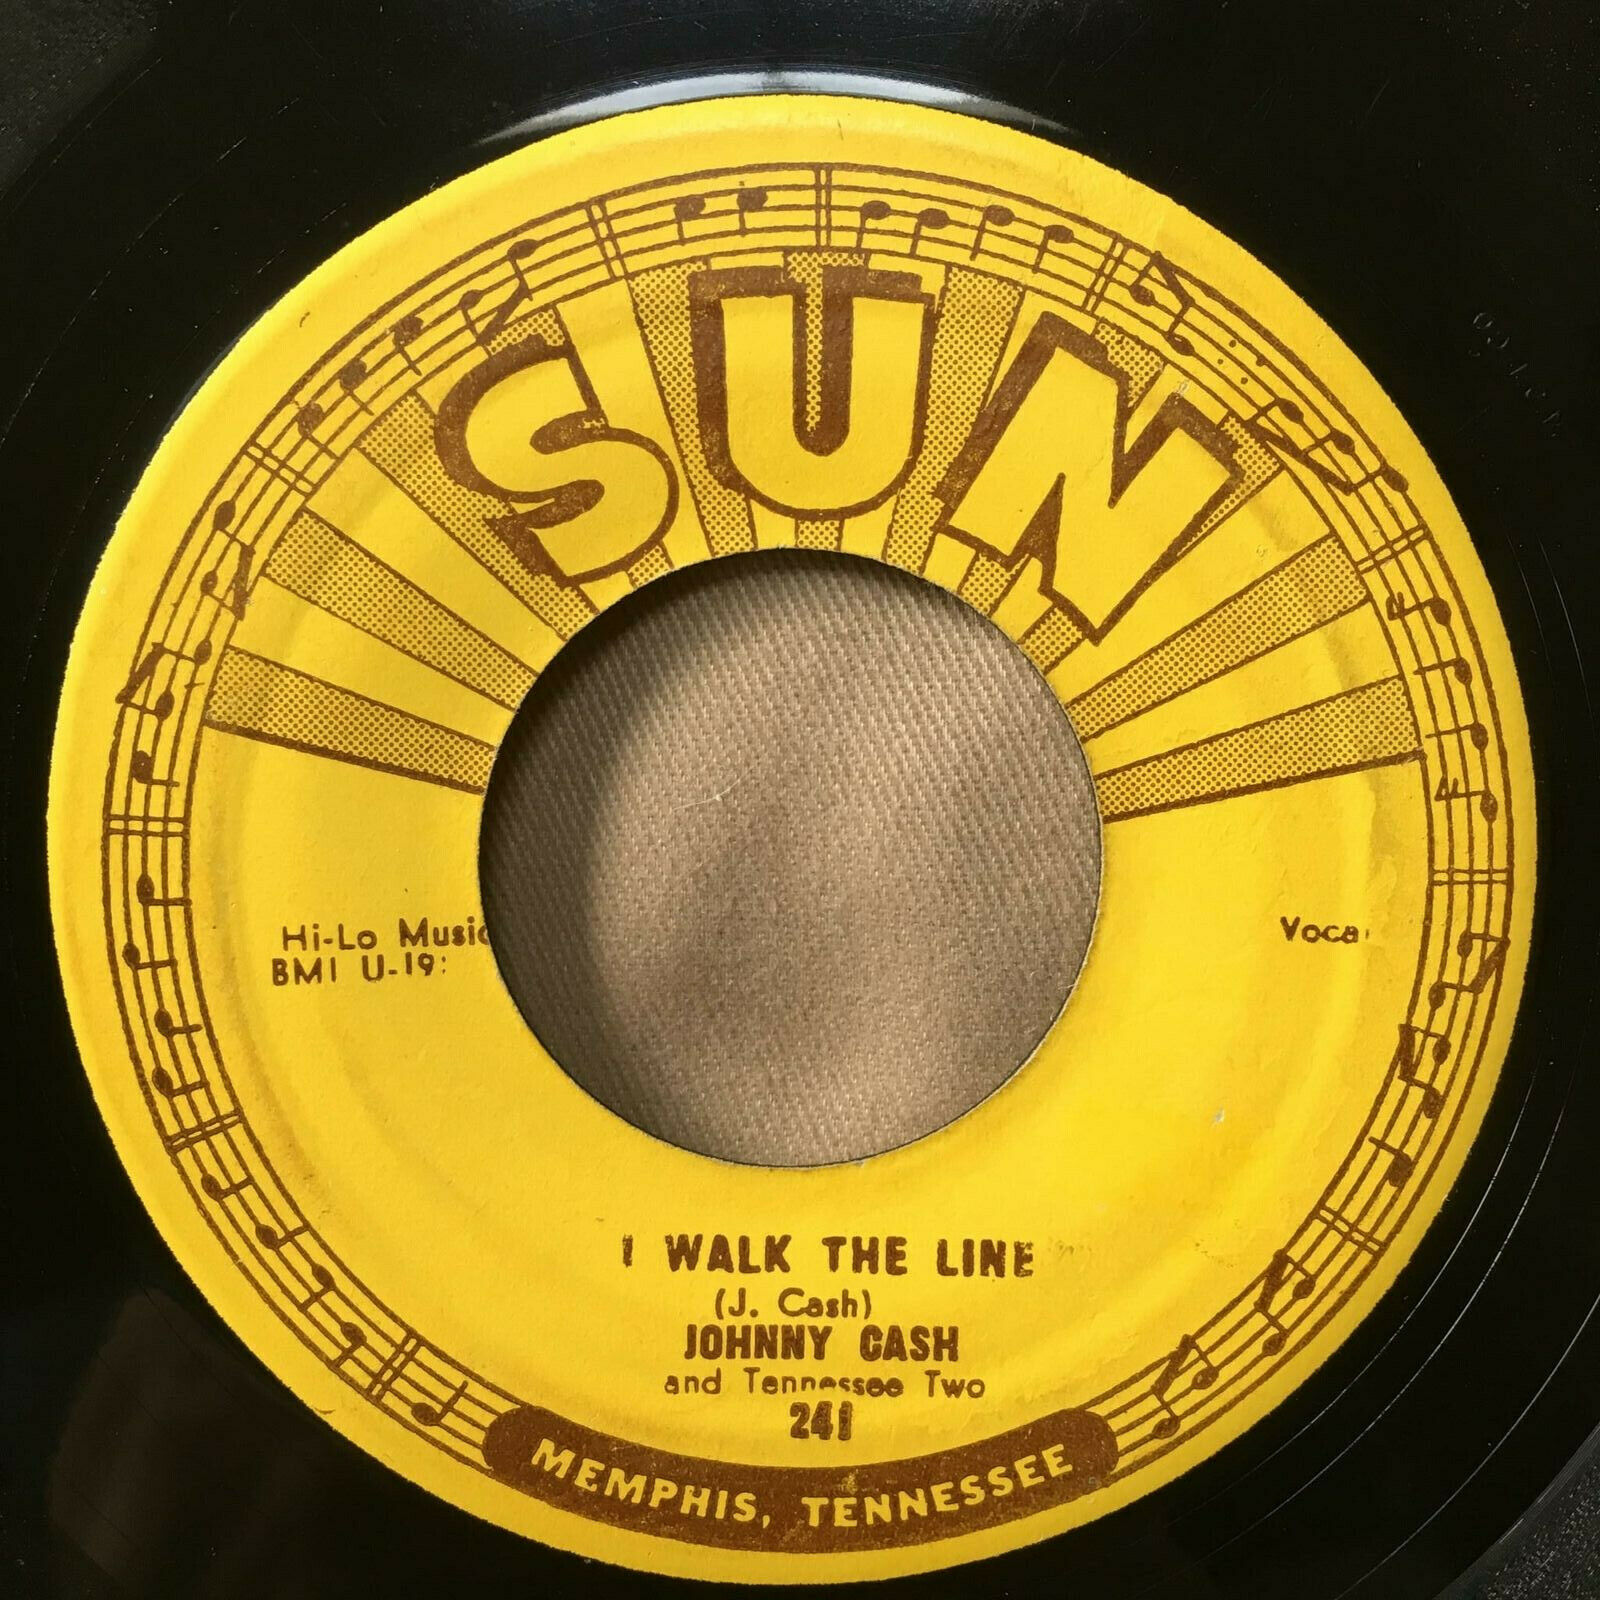 SUN
Hi-Lo Music
BMI U-19
I WALK THE LINE
(J. Cash)
JOHNNY CASH
and Tennessee Two
241
MEMPHIS, TENNESSEE